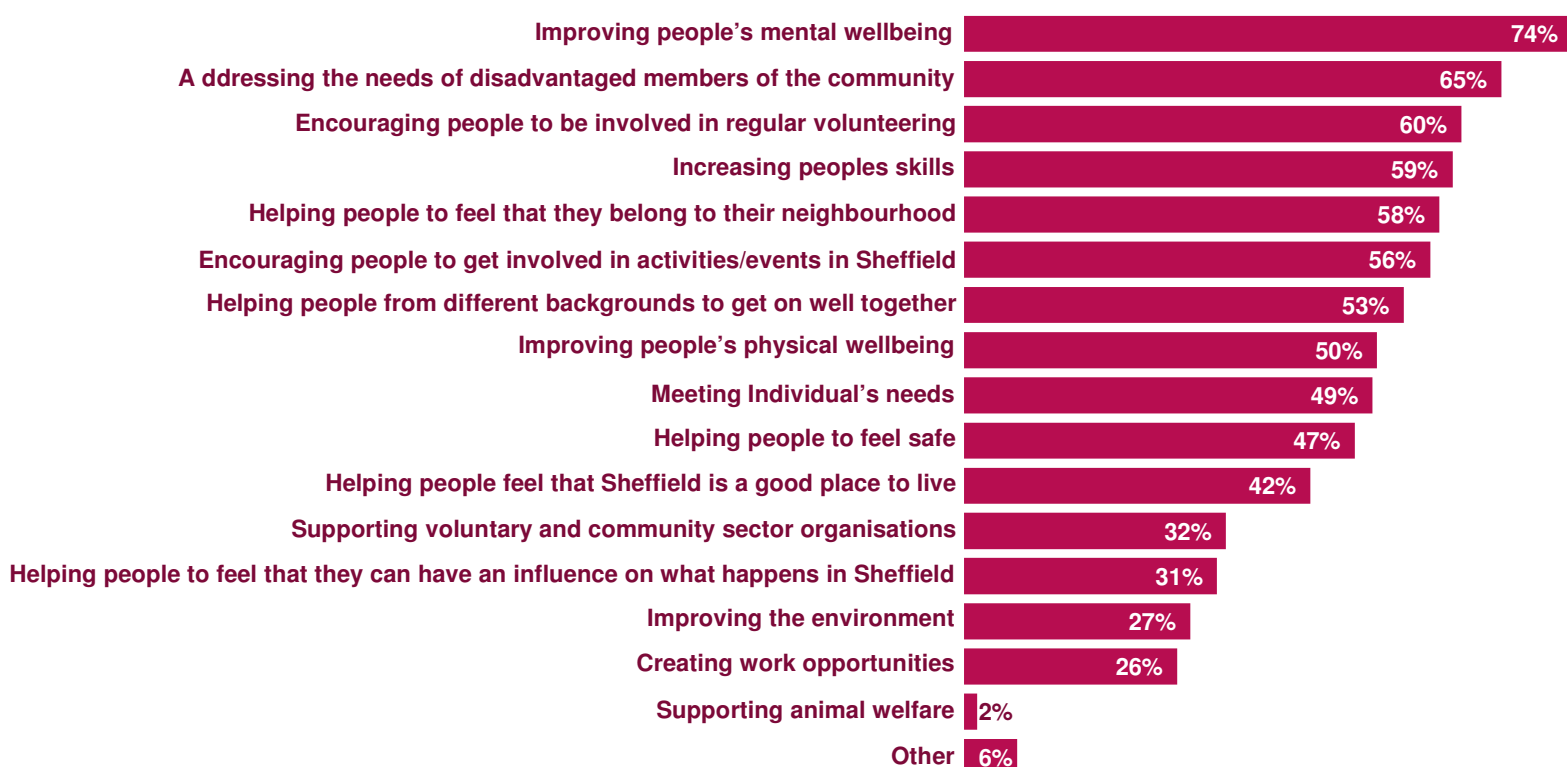 Improving people’s mental wellbeing 74%
A ddressing the needs of disadvantaged members of the community 65%
Encouraging people to be involved in regular volunteering 60%
Increasing peoples skills 59%
Helping people to feel that they belong to their neighbourhood 58%
Encouraging people to get involved in activities/events in Sheffield 56%
Helping people from different backgrounds to get on well together 53%
Improving people’s physical wellbeing 50%
Meeting Individual’s needs 49%
Helping people to feel safe 47%
Helping people feel that Sheffield is a good place to live 42%
Supporting voluntary and community sector organisations 32%
Helping people to feel that they can have an influence on what happens in Sheffield 31%
Improving the environment 27%
Creating work opportunities 26%
Supporting animal welfare 2%
Other 6%